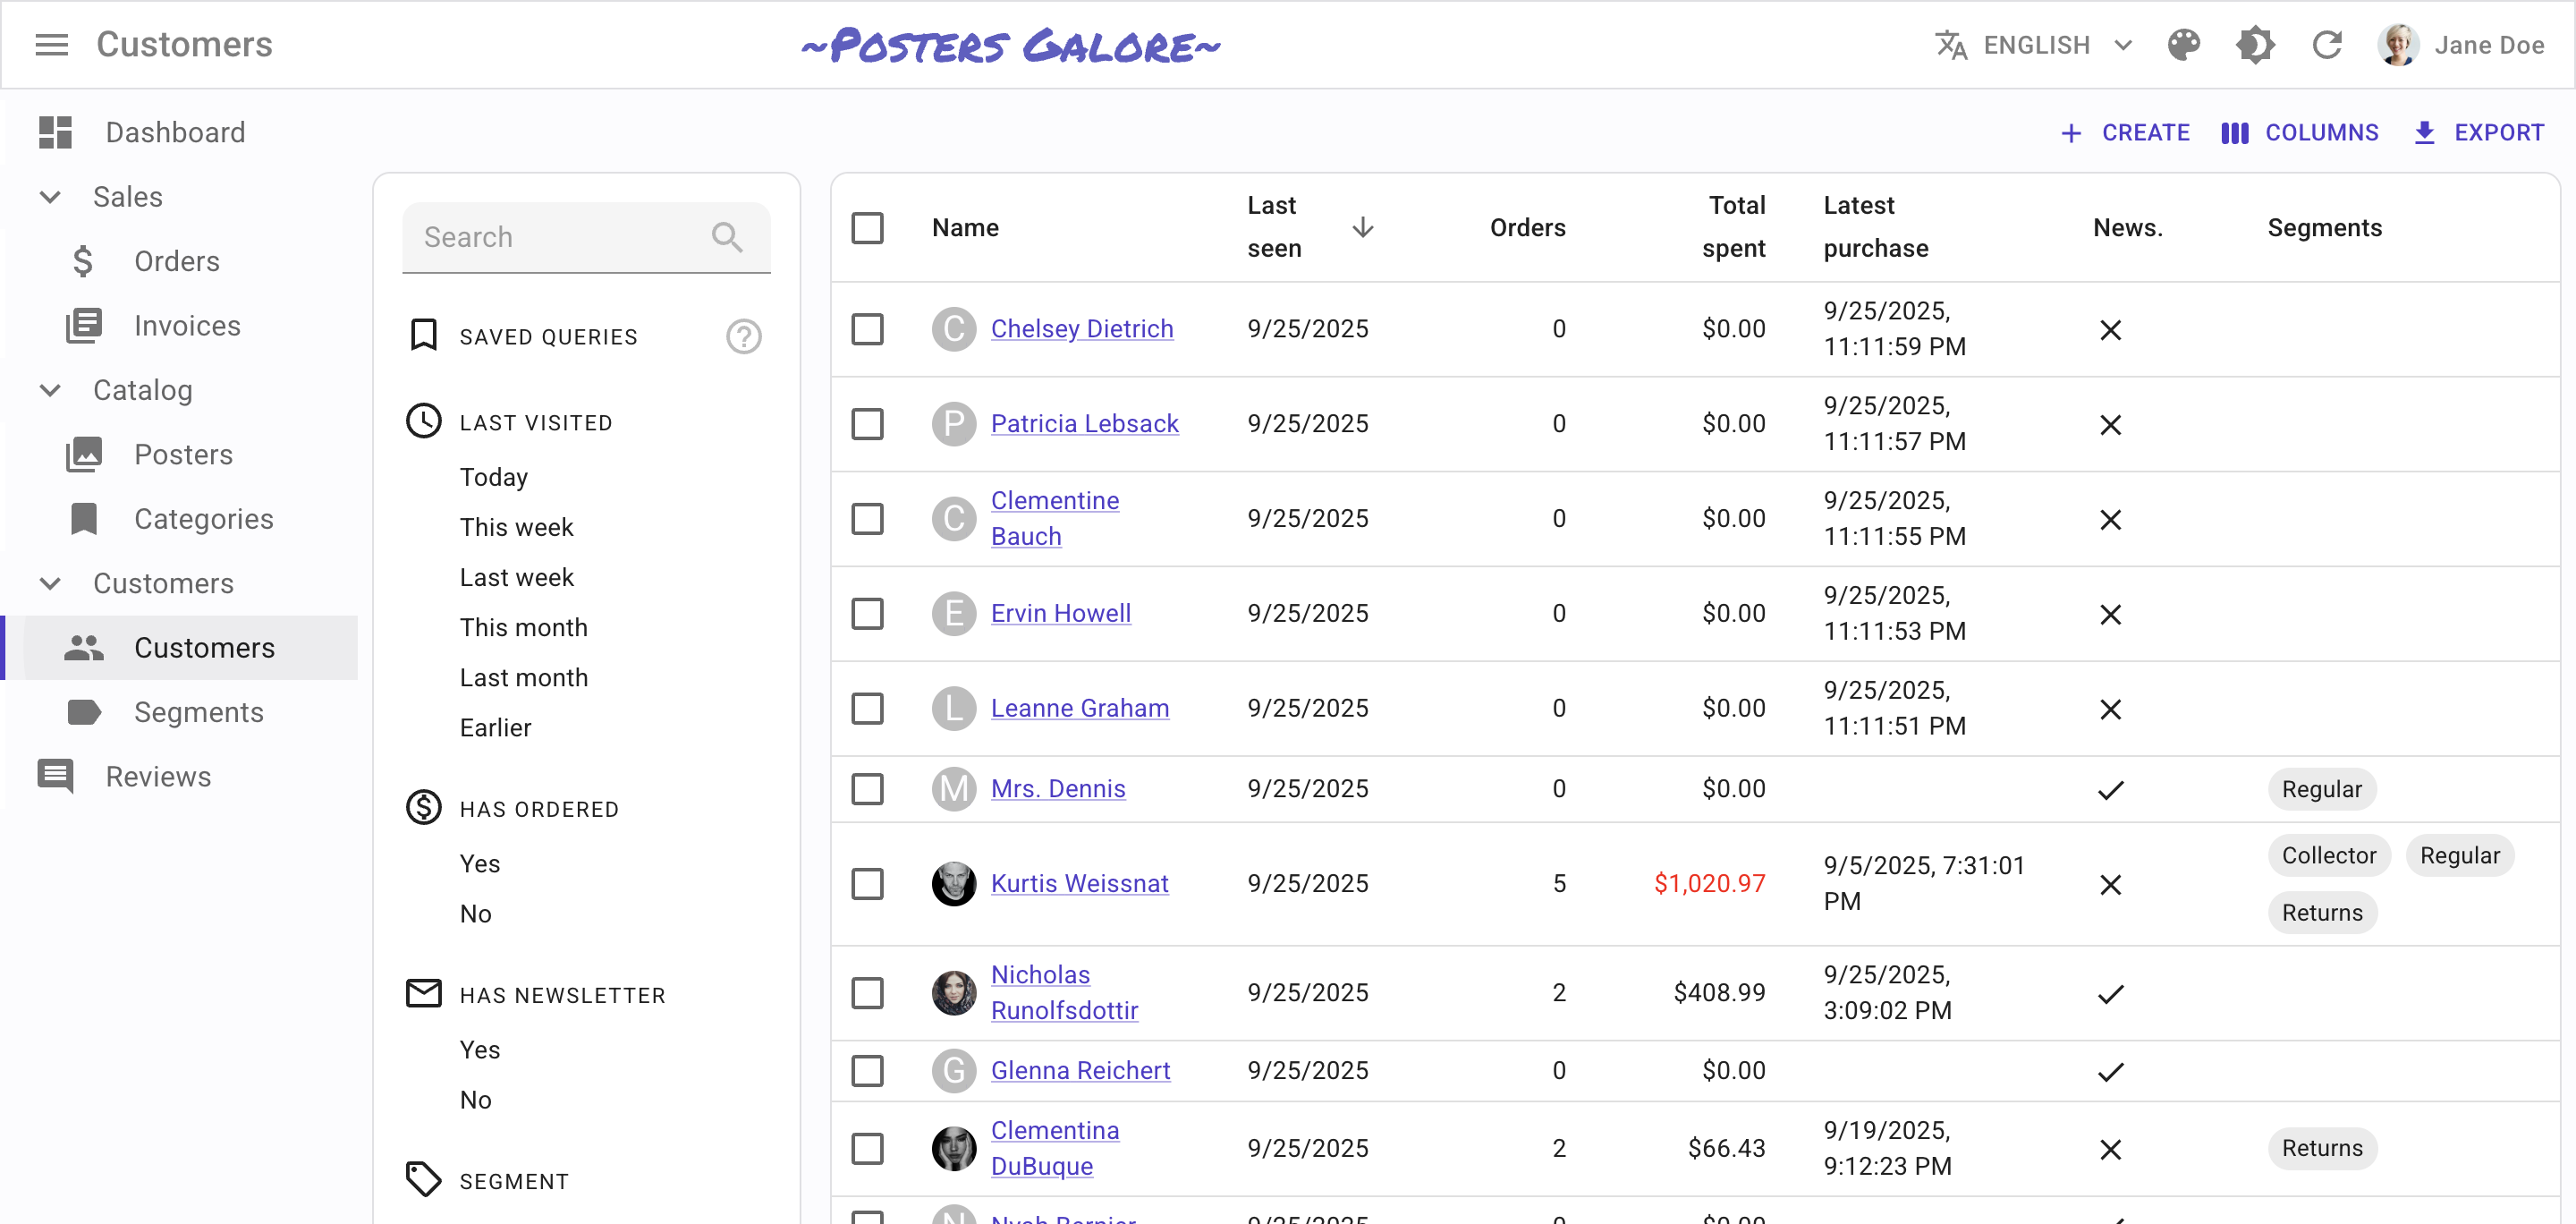 Customers
~Posters Galore~
ENGLISH
Jane Doe
Dashboard
Sales
Orders
Invoices
Catalog
Posters
Categories
Customers
Customers
Segments
Reviews
CREATE
COLUMNS
EXPORT
Search
SAVED QUERIES
?
LAST VISITED
Today
This week
Last week
This month
Last month
Earlier
HAS ORDERED
Yes
No
HAS NEWSLETTER
Yes
No
SEGMENT
Name
Last
seen
Orders
Total
spent
Latest
purchase
News.
Segments
C
Chelsey Dietrich
9/25/2025
0
$0.00
9/25/2025,
11:11:59 PM
P
Patricia Lebsack
9/25/2025
0
$0.00
9/25/2025,
11:11:57 PM
C
Clementine
Bauch
9/25/2025
0
$0.00
9/25/2025,
11:11:55 PM
E
Ervin Howell
9/25/2025
0
$0.00
9/25/2025,
11:11:53 PM
L
Leanne Graham
9/25/2025
0
$0.00
9/25/2025,
11:11:51 PM
M
Mrs. Dennis
9/25/2025
0
$0.00
Regular
Kurtis Weissnat
9/25/2025
5
$1,020.97
9/5/2025, 7:31:01
PM
Collector
Regular
Returns
Nicholas
Runolfsdottir
9/25/2025
2
$408.99
9/25/2025,
3:09:02 PM
G
Glenna Reichert
9/25/2025
0
$0.00
Clementina
DuBuque
9/25/2025
2
$66.43
9/19/2025,
9:12:23 PM
Returns
N
Nyah Bernier
9/25/2025
0
$0.00